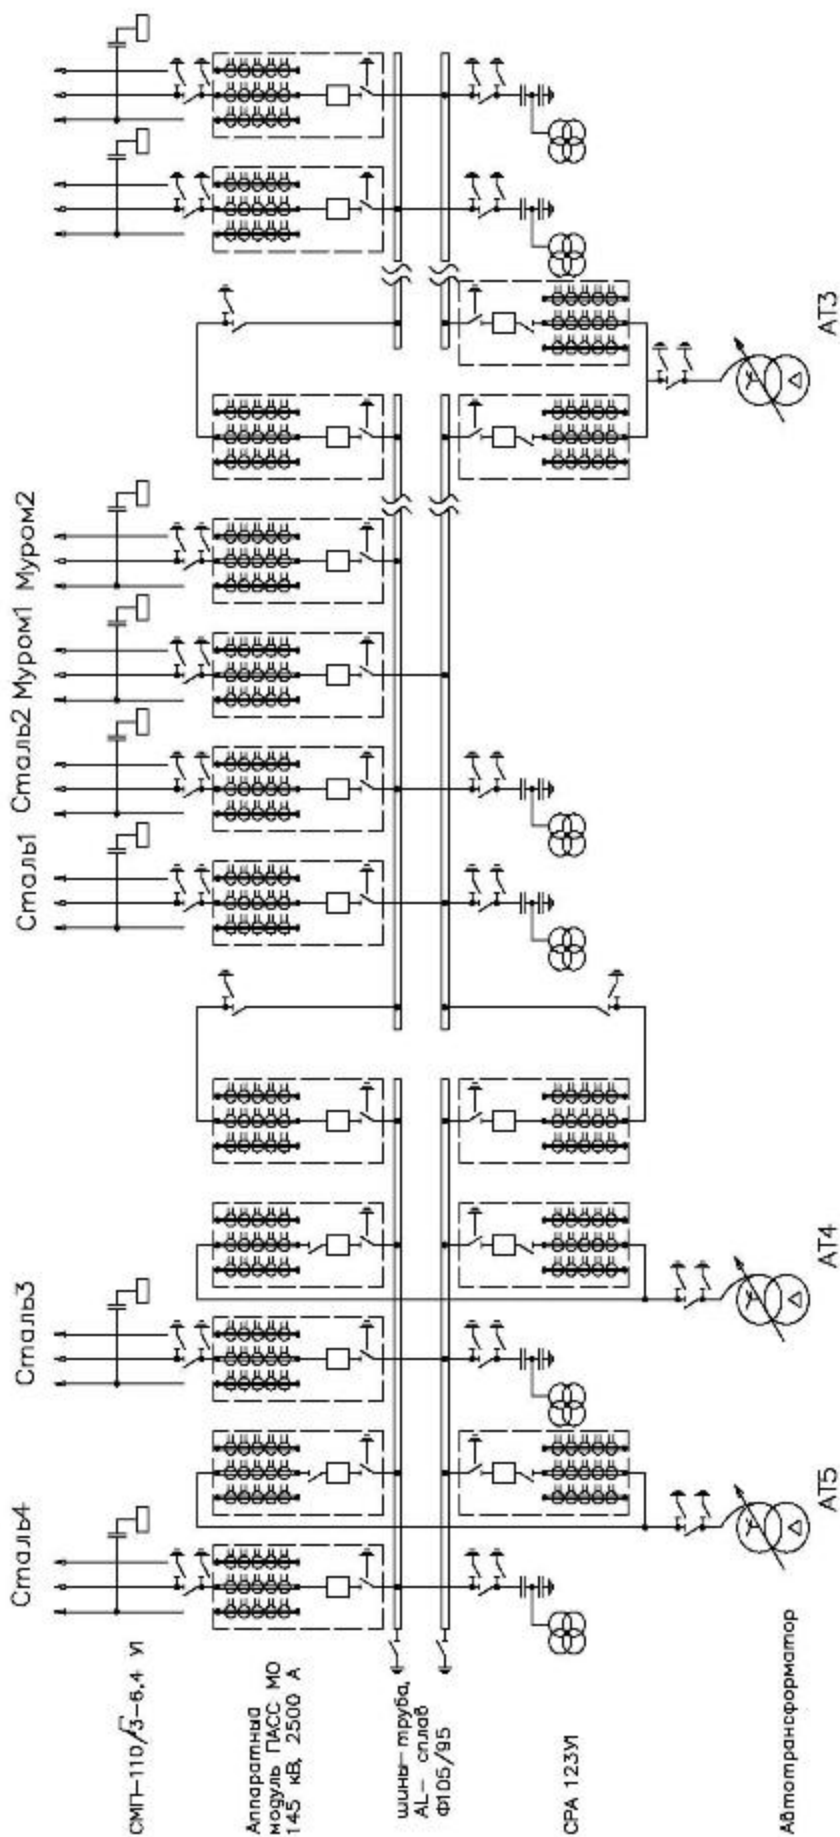 Сталь4
Сталь3
Сталь1
Сталь2
Муром1
Муром2
СМП-110/√3-6,4 У1
Аппаратный
модуль ПАСС МО
145 кВ, 2500 А
шины-труба,
AL- сплав
Ф105/95
СРА 123У1
Автотрансформатор
АТ5
АТ4
АТ3